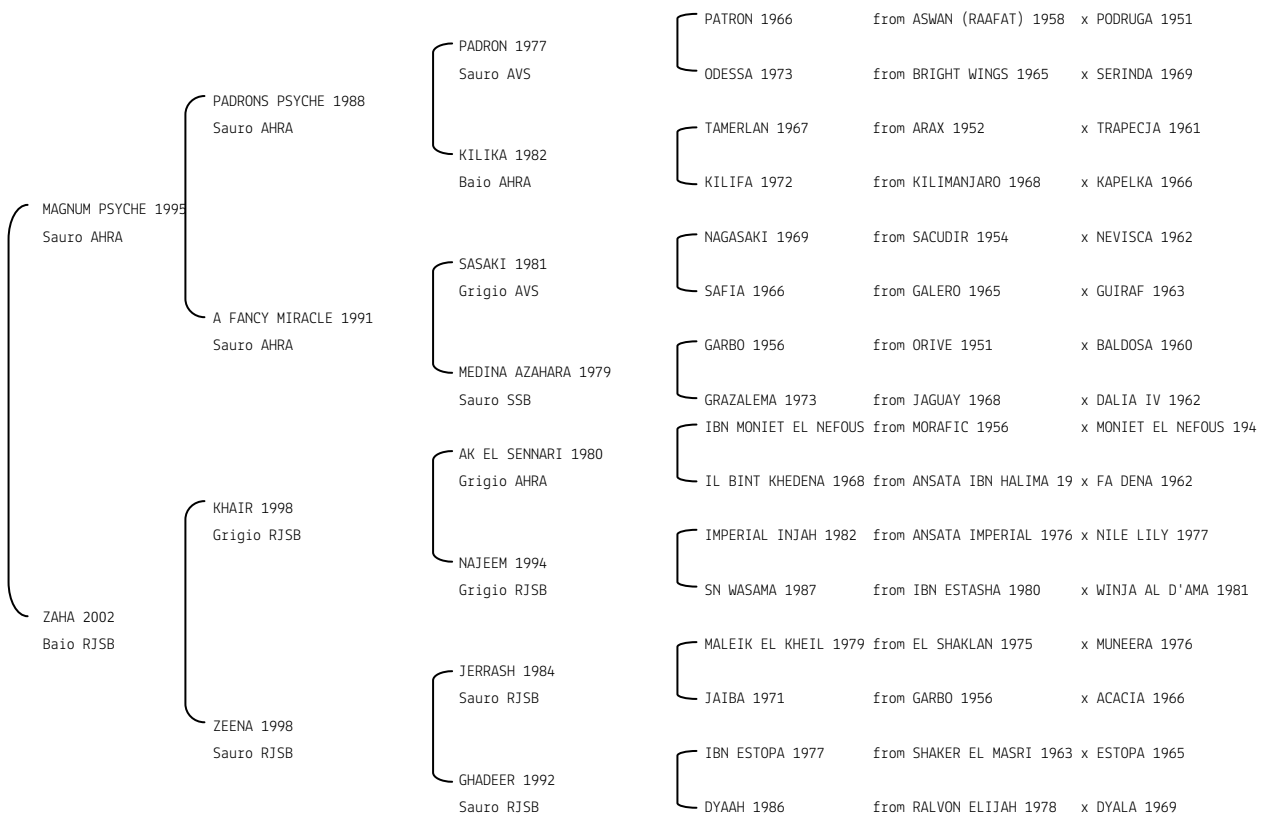 PATRON 1966 from ASWAN (RAAFAT) 1958 x PODRUGA 1951
PADRON 1977
Sauro AVS
ODESSA 1973 from BRIGHT WINGS 1965 x SERINDA 1969
PADRONS PSYCHE 1988
Sauro AHRA
TAMERLAN 1967 from ARAX 1952 x TRAPECJA 1961
KILIKA 1982
Baio AHRA
KILIFA 1972 from KILIMANJARO 1968 x KAPELKA 1966
MAGNUM PSYCHE 1995
Sauro AHRA
NAGASAKI 1969 from SACUDIR 1954 x NEVISCA 1962
SASAKI 1981
Grigio AVS
SAFIA 1966 from GALERO 1965 x GUIRAF 1963
A FANCY MIRACLE 1991
Sauro AHRA
GARBO 1956 from ORIVE 1951 x BALDOSA 1960
MEDINA AZAHARA 1979
Sauro SSB
GRAZALEMA 1973 from JAGUAY 1968 x DALIA IV 1962
IBN MONIET EL NEFOUS from MORAFIC 1956 x MONIET EL NEFOUS 194
AK EL SENNARI 1980
Grigio AHRA
IL BINT KHEDENA 1968 from ANSATA IBN HALIMA 19 x FA DENA 1962
KHAIR 1998
Grigio RJSB
IMPERIAL INJAH 1982 from ANSATA IMPERIAL 1976 x NILE LILY 1977
NAJEEM 1994
Grigio RJSB
SN WASAMA 1987 from IBN ESTASHA 1980 x WINJA AL D'AMA 1981
ZAHA 2002
Baio RJSB
MALEIK EL KHEIL 1979 from EL SHAKLAN 1975 x MUNEERA 1976
JERRASH 1984
Sauro RJSB
JAIBA 1971 from GARBO 1956 x ACACIA 1966
ZEENA 1998
Sauro RJSB
IBN ESTOPA 1977 from SHAKER EL MASRI 1963 x ESTOPA 1965
GHADEER 1992
Sauro RJSB
DYAAH 1986 from RALVON ELIJAH 1978 x DYALA 1969